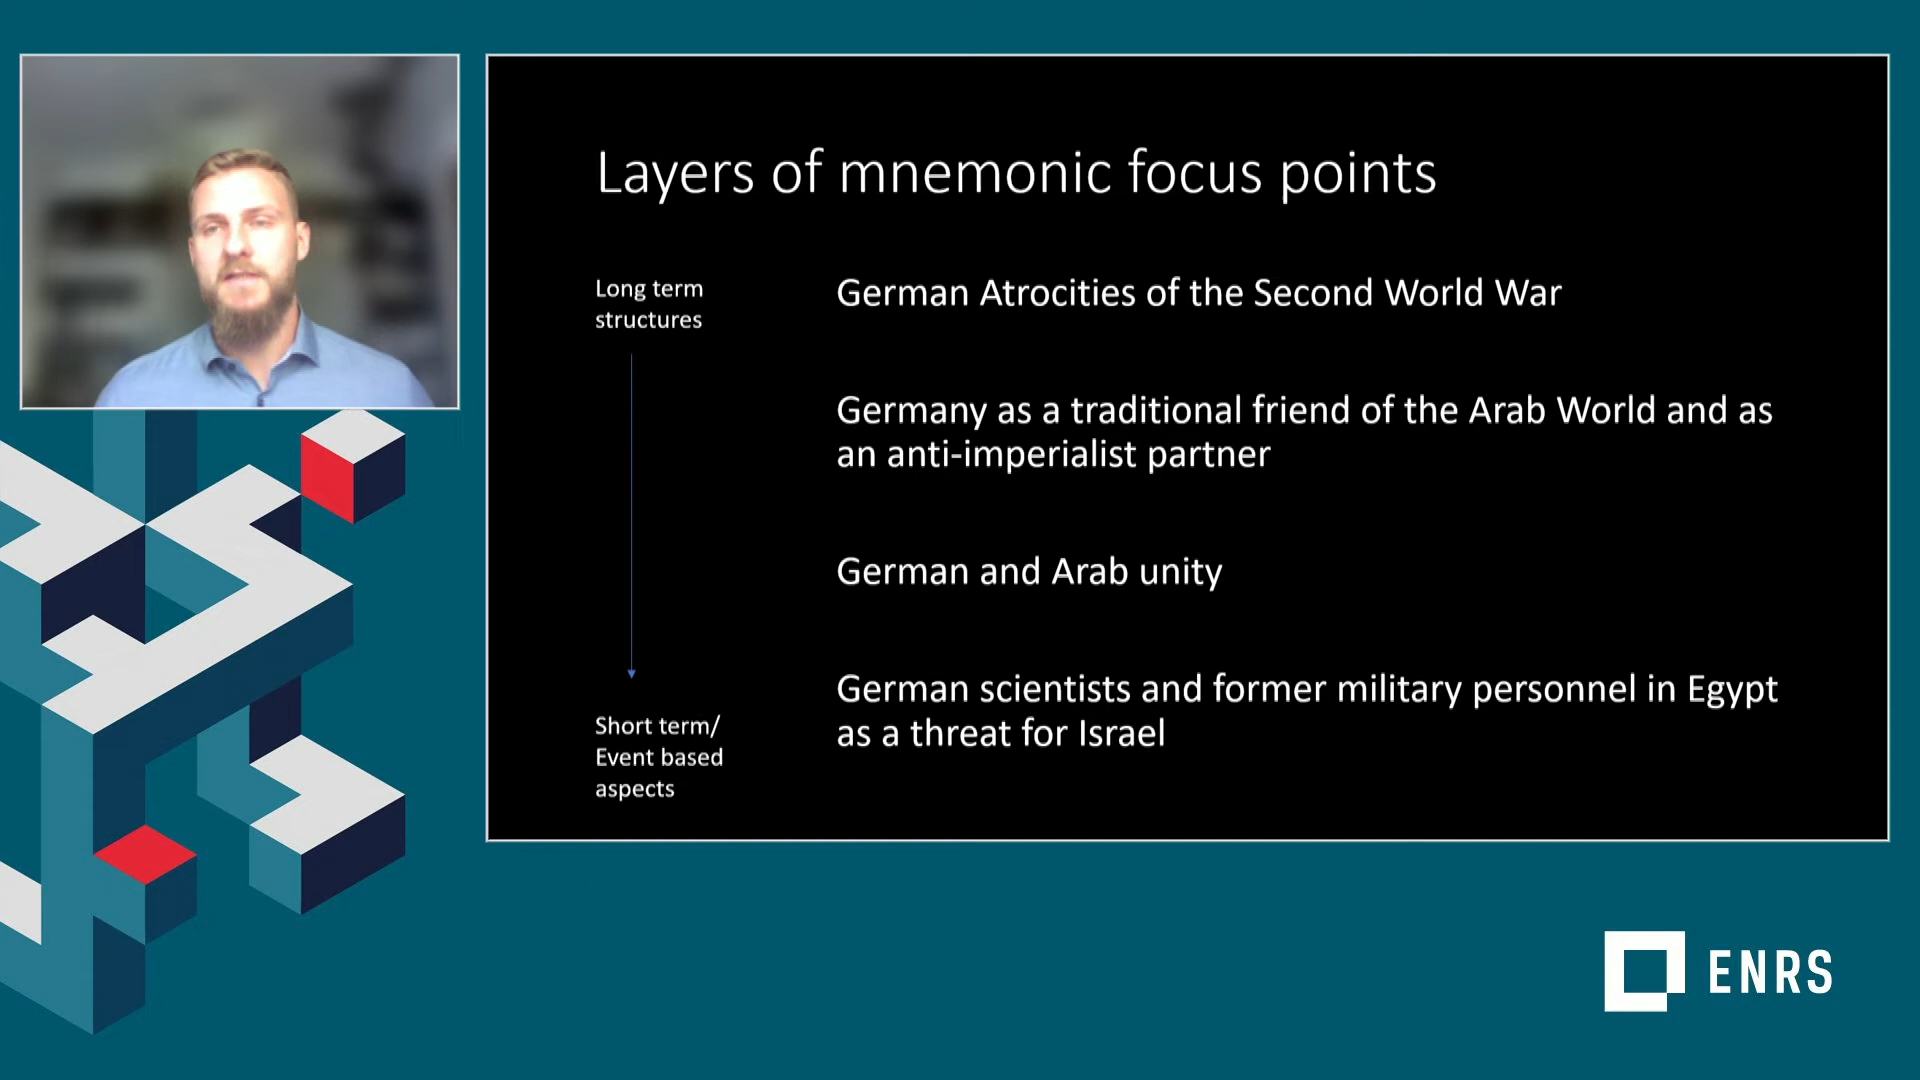 Layers of mnemonic focus points
Long term
structures
German Atrocities of the Second World War
Germany as a traditional friend of the Arab World and as
an anti-imperialist partner
German and Arab unity
German scientists and former military personnel in Egypt
as a threat for Israel
Short term/
Event based
aspects
ENRS